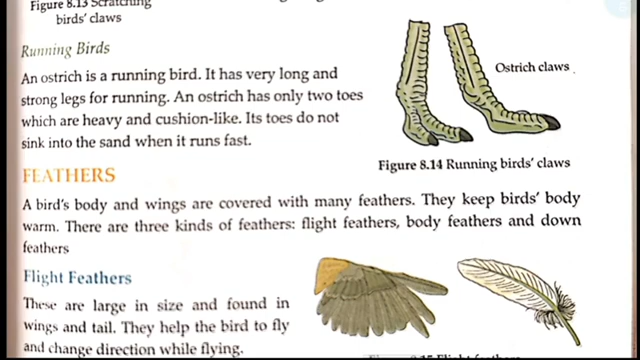 Figure 8.13 Scratching
birds' claws
Running Birds
An ostrich is a running bird. It has very long and
strong legs for running. An ostrich has only two toes
which are heavy and cushion-like. Its toes do not
sink into the sand when it runs fast.
Ostrich claws
Figure 8.14 Running birds' claws
FEATHERS
A bird's body and wings are covered with many feathers. They keep birds' body
warm. There are three kinds of feathers: flight feathers, body feathers and down
feathers
Flight Feathers
These are large in size and found in
wings and tail. They help the bird to fly
and change direction while flying.